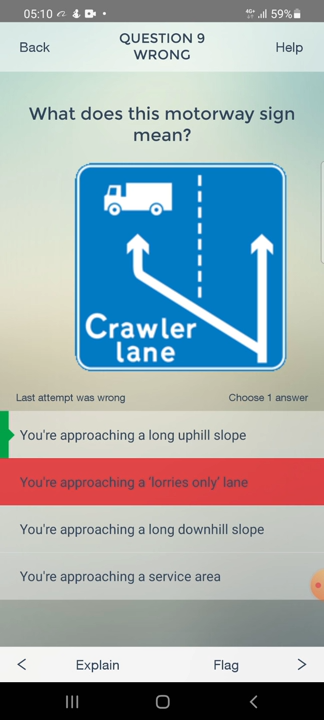 05:10
4G+
59%
Back
QUESTION 9
WRONG
Help
What does this motorway sign
mean?
Crawler
lane
Last attempt was wrong
Choose 1 answer
You're approaching a long uphill slope
You're approaching a 'lorries only' lane
You're approaching a long downhill slope
You're approaching a service area
<
Explain
Flag
>